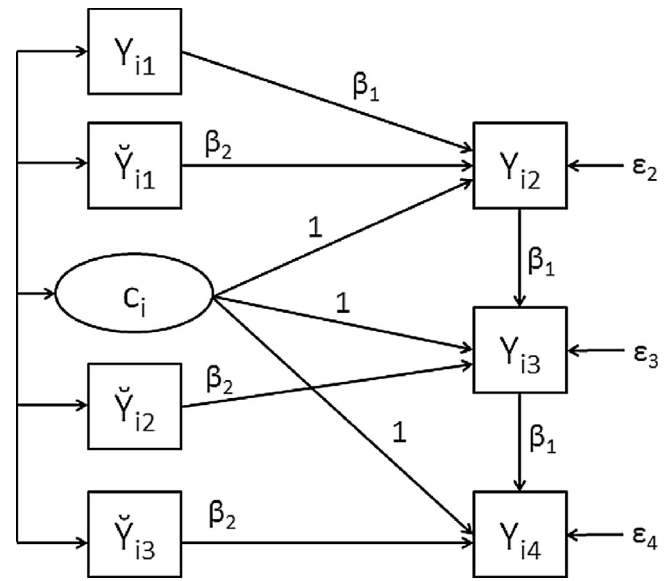 Y_i1
β₁
Y̆_i1
β₂
Y_i2
ε₂
1
β₁
c_i
1
Y_i3
ε₃
Y̆_i2
β₂
1
β₁
Y̆_i3
β₂
Y_i4
ε₄